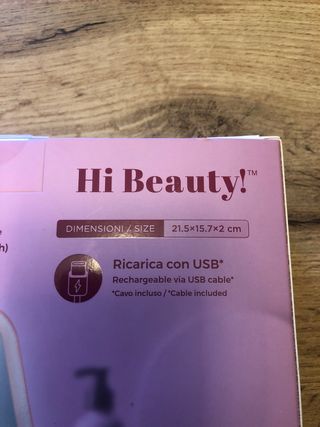 Hi Beauty!™
DIMENSIONI / SIZE 21.5×15.7×2 cm
h)
Ricarica con USB*
Rechargeable via USB cable*
*Cavo incluso / *Cable included